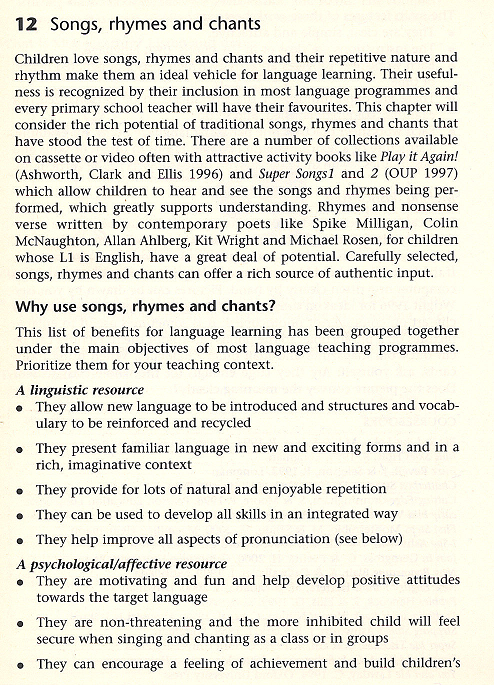 12 Songs, rhymes and chants
Children love songs, rhymes and chants and their repetitive nature and
rhythm make them an ideal vehicle for language learning. Their useful-
ness is recognized by their inclusion in most language programmes and
every primary school teacher will have their favourites. This chapter will
consider the rich potential of traditional songs, rhymes and chants that
have stood the test of time. There are a number of collections available
on cassette or video often with attractive activity books like Play it Again!
(Ashworth, Clark and Ellis 1996) and Super Songs1 and 2 (OUP 1997)
which allow children to hear and see the songs and rhymes being per-
formed, which greatly supports understanding. Rhymes and nonsense
verse written by contemporary poets like Spike Milligan, Colin
McNaughton, Allan Ahlberg, Kit Wright and Michael Rosen, for children
whose L1 is English, have a great deal of potential. Carefully selected,
songs, rhymes and chants can offer a rich source of authentic input.
Why use songs, rhymes and chants?
This list of benefits for language learning has been grouped together
under the main objectives of most language teaching programmes.
Prioritize them for your teaching context.
A linguistic resource
• They allow new language to be introduced and structures and vocab-
ulary to be reinforced and recycled
• They present familiar language in new and exciting forms and in a
rich, imaginative context
• They provide for lots of natural and enjoyable repetition
• They can be used to develop all skills in an integrated way
• They help improve all aspects of pronunciation (see below)
A psychological/affective resource
• They are motivating and fun and help develop positive attitudes
towards the target language
• They are non-threatening and the more inhibited child will feel
secure when singing and chanting as a class or in groups
• They can encourage a feeling of achievement and build children's